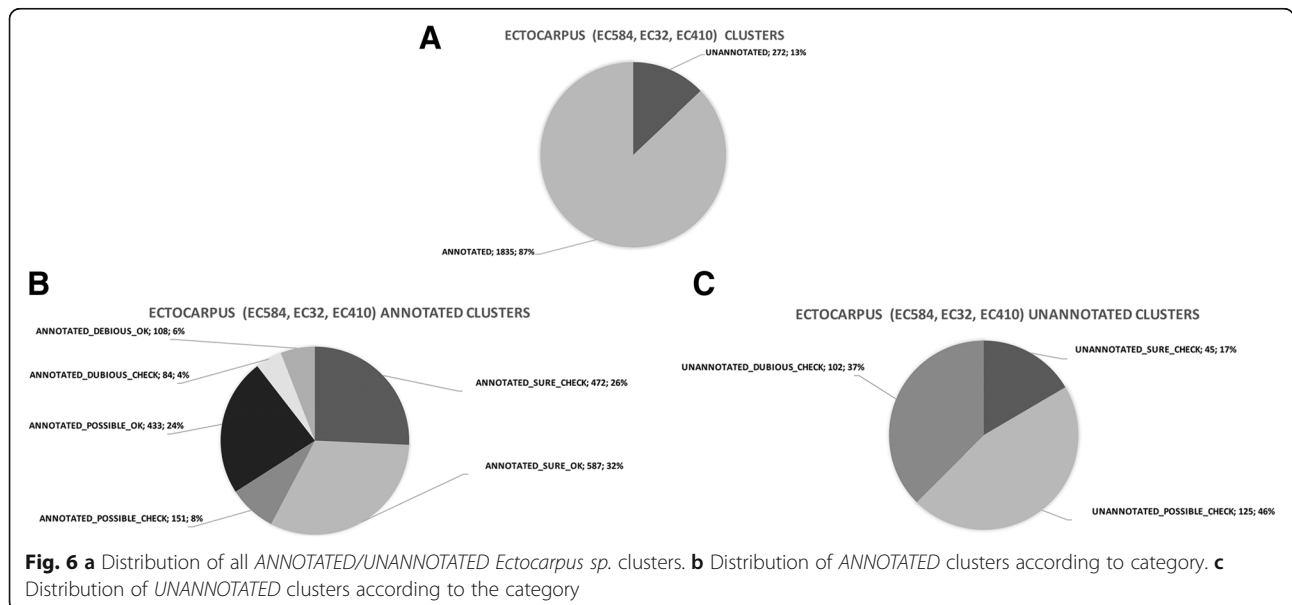 A
ECTOCARPUS (EC584, EC32, EC410) CLUSTERS
UNANNOTATED; 272; 13%
ANNOTATED; 1835; 87%
B
ECTOCARPUS (EC584, EC32, EC410) ANNOTATED CLUSTERS
ANNOTATED_DEBIOUS_OK; 108; 6%
ANNOTATED_DUBIOUS_CHECK; 84; 4%
ANNOTATED_SURE_CHECK; 472; 26%
ANNOTATED_POSSIBLE_OK; 433; 24%
ANNOTATED_SURE_OK; 587; 32%
ANNOTATED_POSSIBLE_CHECK; 151; 8%
C
ECTOCARPUS (EC584, EC32, EC410) UNANNOTATED CLUSTERS
UNANNOTATED_SURE_CHECK; 45; 17%
UNANNOTATED_DUBIOUS_CHECK; 102; 37%
UNANNOTATED_POSSIBLE_CHECK; 125; 46%
Fig. 6 a Distribution of all ANNOTATED/UNANNOTATED Ectocarpus sp. clusters. b Distribution of ANNOTATED clusters according to category. c
Distribution of UNANNOTATED clusters according to the category